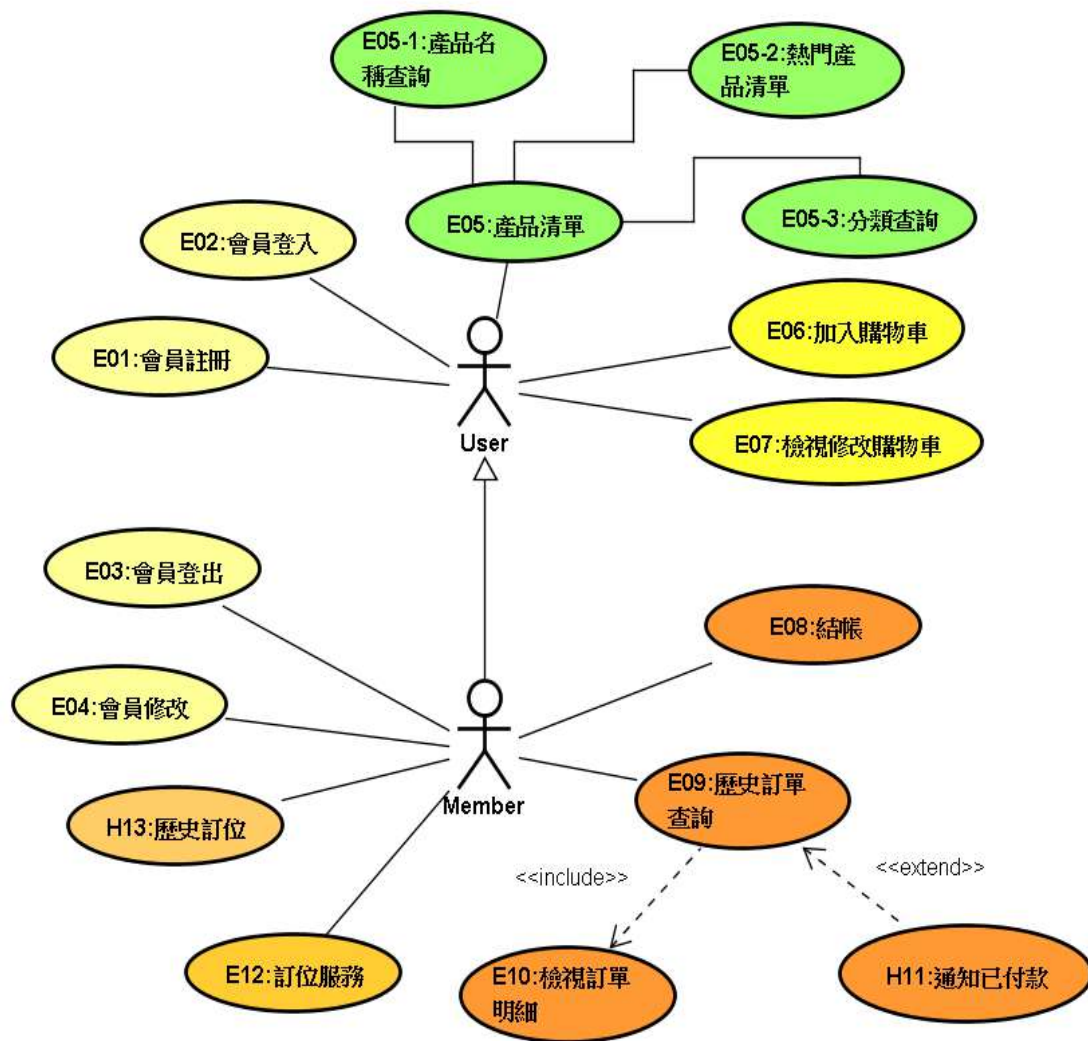 E05-1:產品名
稱查詢
E05-2:熱門產
品清單
E05:產品清單
E05-3:分類查詢
E02:會員登入
E01:會員註冊
E06:加入購物車
E07:檢視修改購物車
User
E03:會員登出
E08:結帳
E04:會員修改
Member
E09:歷史訂單
查詢
H13:歷史訂位
<<include>>
<<extend>>
E12:訂位服務
E10:檢視訂單
明細
H11:通知已付款